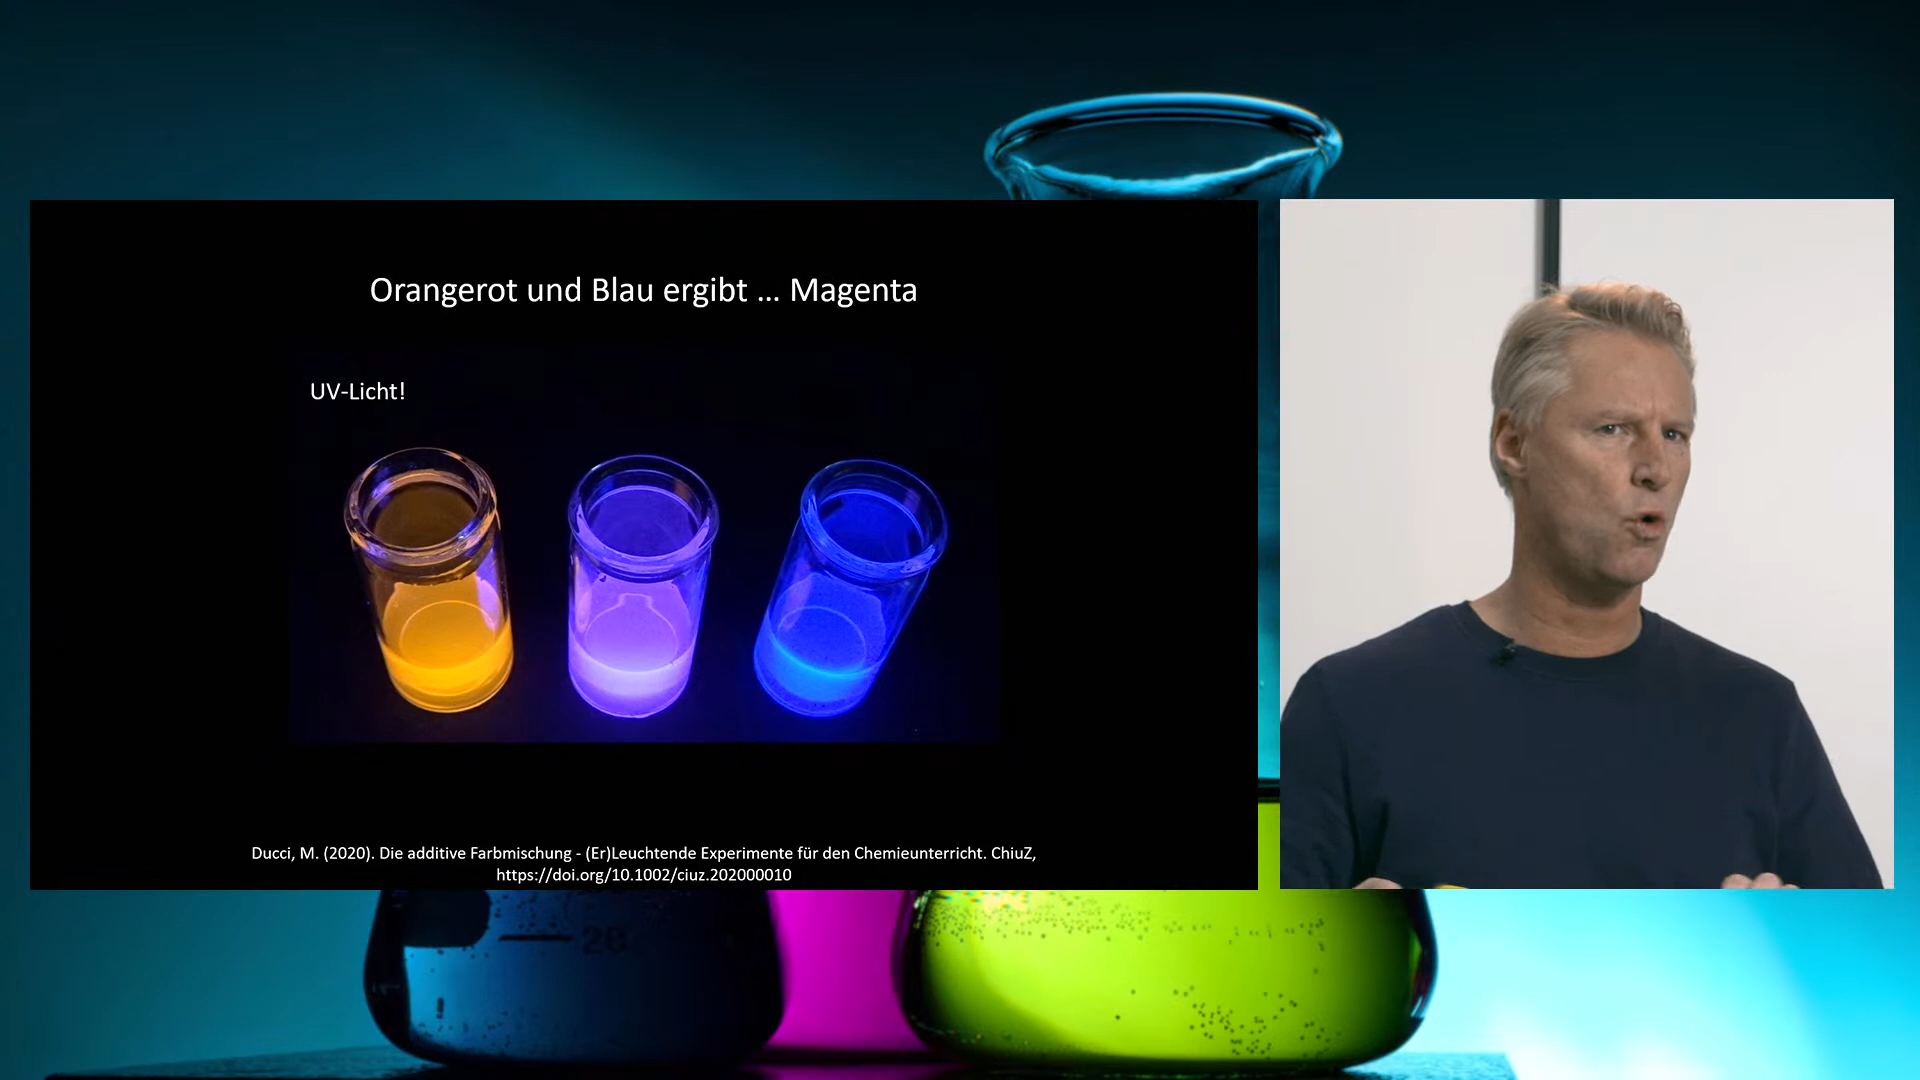 Orangerot und Blau ergibt ... Magenta
UV-Licht!
Ducci, M. (2020). Die additive Farbmischung - (Er)Leuchtende Experimente für den Chemieunterricht. ChiuZ,
https://doi.org/10.1002/ciuz.202000010
20